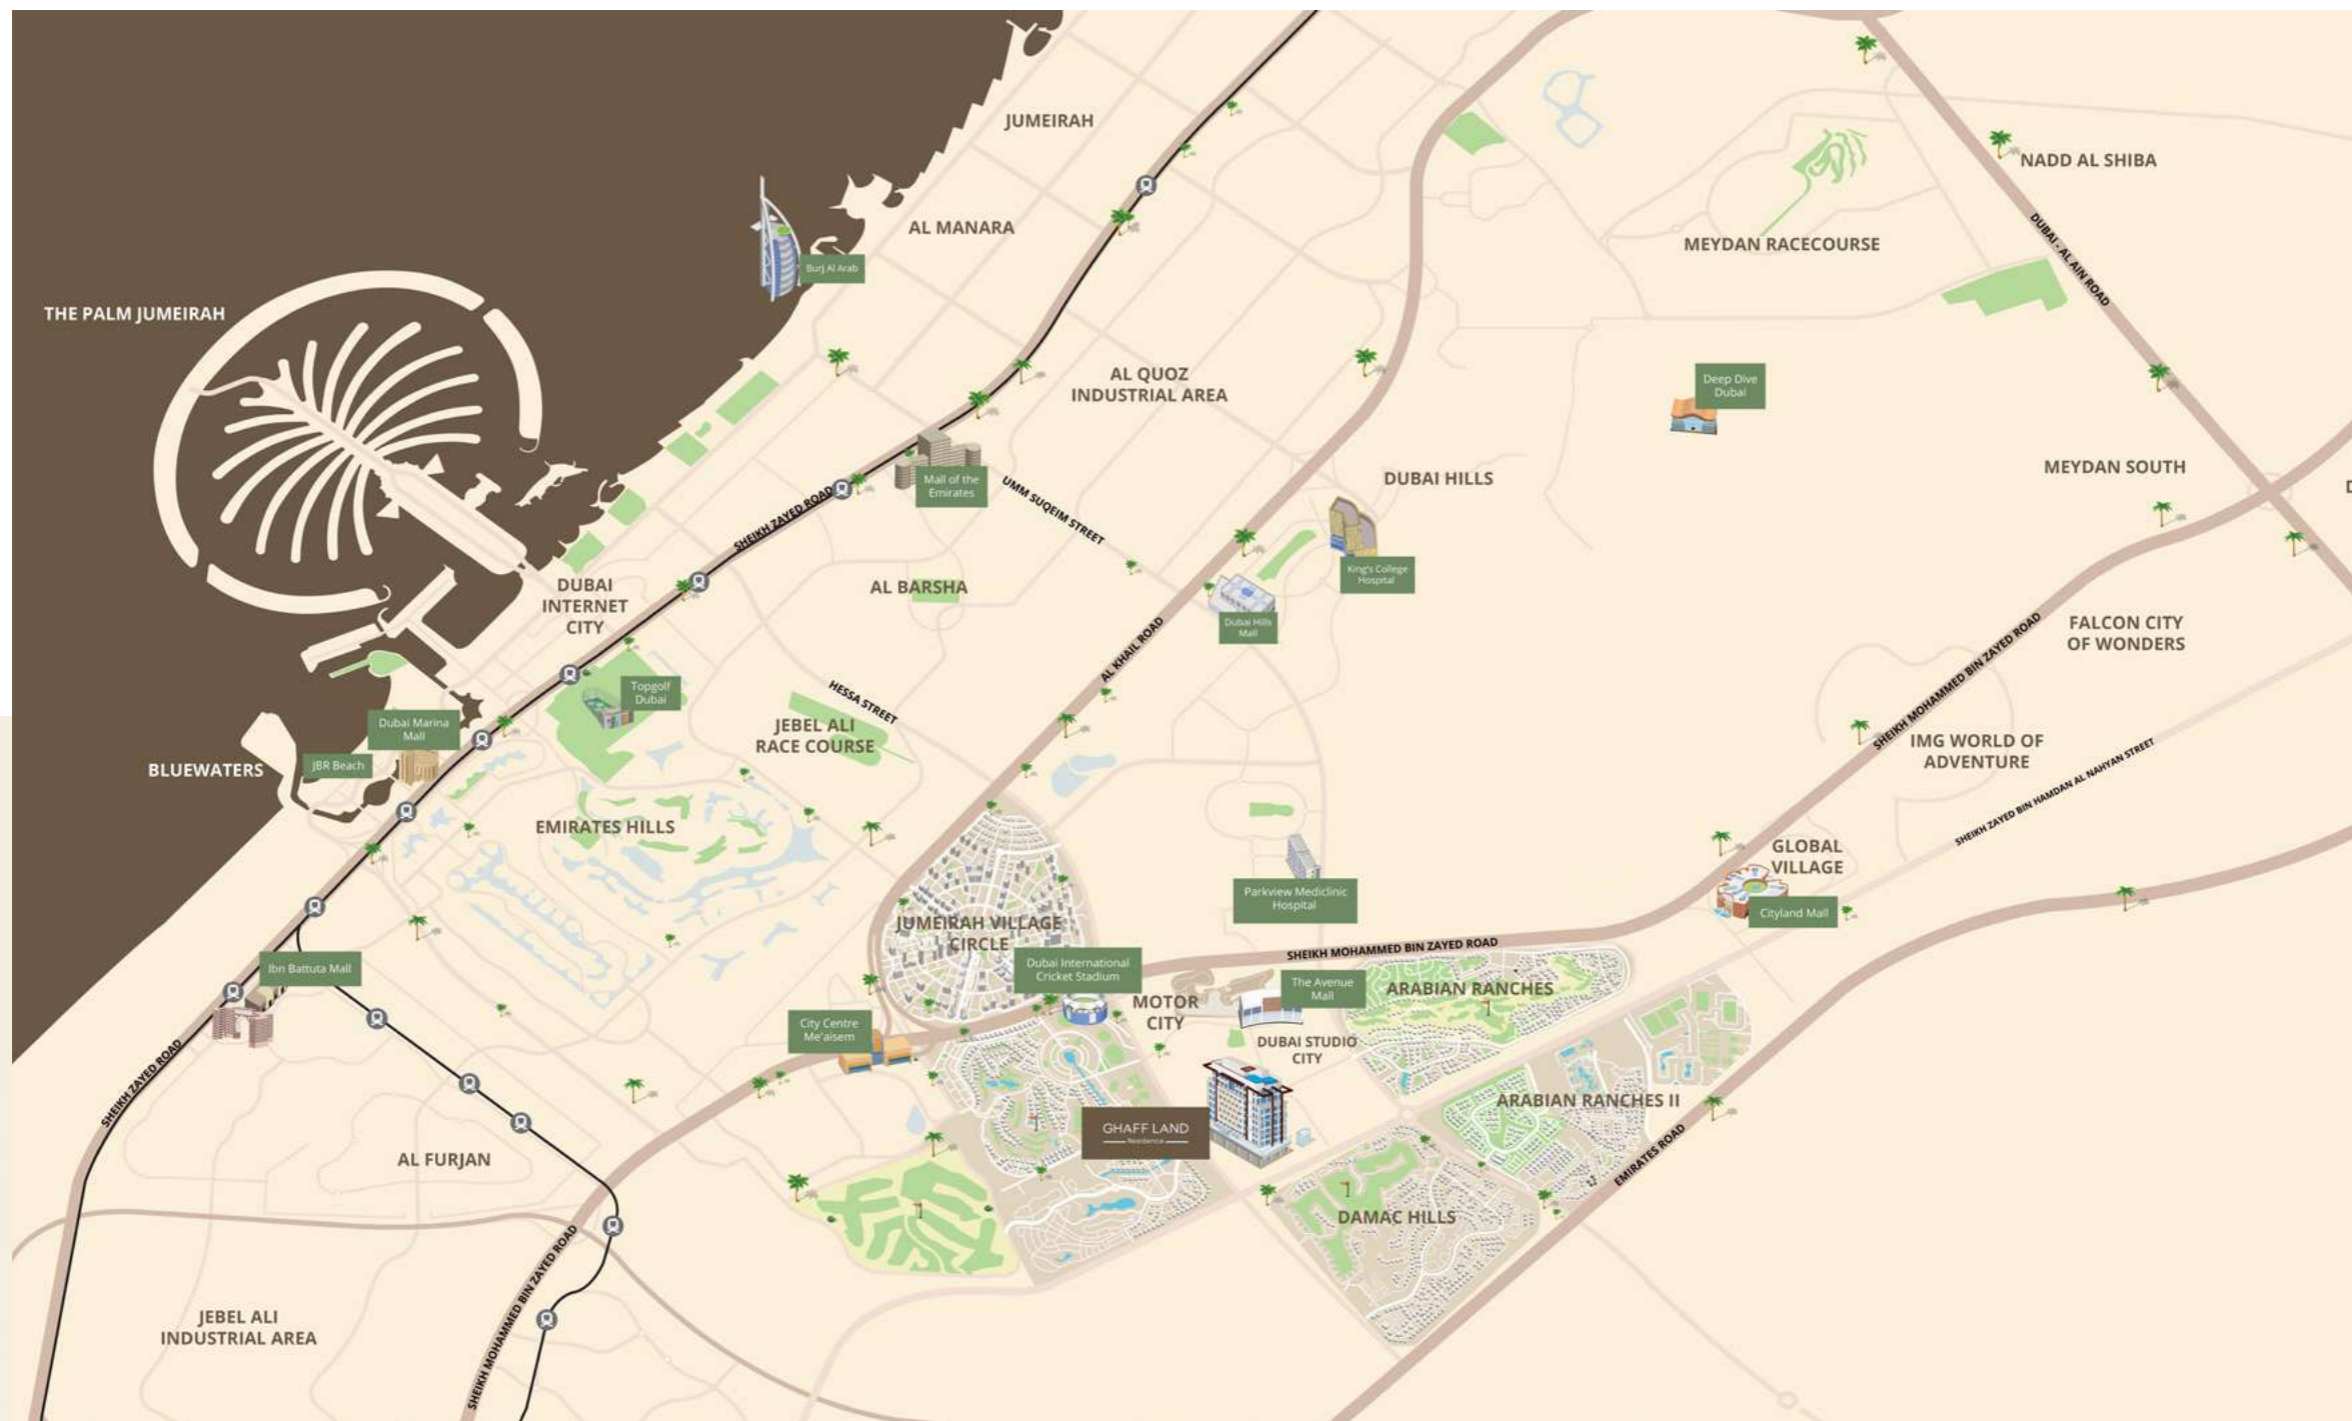 JUMEIRAH
NADD AL SHIBA
AL MANARA
MEYDAN RACECOURSE
DUBAI - AL AIN ROAD
Burj Al Arab
THE PALM JUMEIRAH
AL QUOZ
INDUSTRIAL AREA
Deep Dive
Dubai
MEYDAN SOUTH
DUBAI HILLS
Mall of the
Emirates
UMM SUQEIM STREET
SHEIKH ZAYED ROAD
King's College
Hospital
DUBAI
INTERNET
CITY
AL BARSHA
Dubai Hills
Mall
FALCON CITY
OF WONDERS
AL KHAIL ROAD
SHEIKH MOHAMMED BIN ZAYED ROAD
Topgolf
Dubai
HESSA STREET
Dubai Marina
Mall
JEBEL ALI
RACE COURSE
IMG WORLD OF
ADVENTURE
JBR Beach
BLUEWATERS
SHEIKH ZAYED BIN HAMDAN AL NAHYAN STREET
EMIRATES HILLS
GLOBAL
VILLAGE
Parkview Mediclinic
Hospital
Cityland Mall
JUMEIRAH VILLAGE
CIRCLE
SHEIKH MOHAMMED BIN ZAYED ROAD
Ibn Battuta Mall
Dubai International
Cricket Stadium
The Avenue
Mall
ARABIAN RANCHES
MOTOR
CITY
City Centre
Me'aisem
DUBAI STUDIO
CITY
SHEIKH ZAYED ROAD
ARABIAN RANCHES II
GHAFF LAND
Residence
EMIRATES ROAD
AL FURJAN
DAMAC HILLS
SHEIKH MOHAMMED BIN ZAYED ROAD
JEBEL ALI
INDUSTRIAL AREA